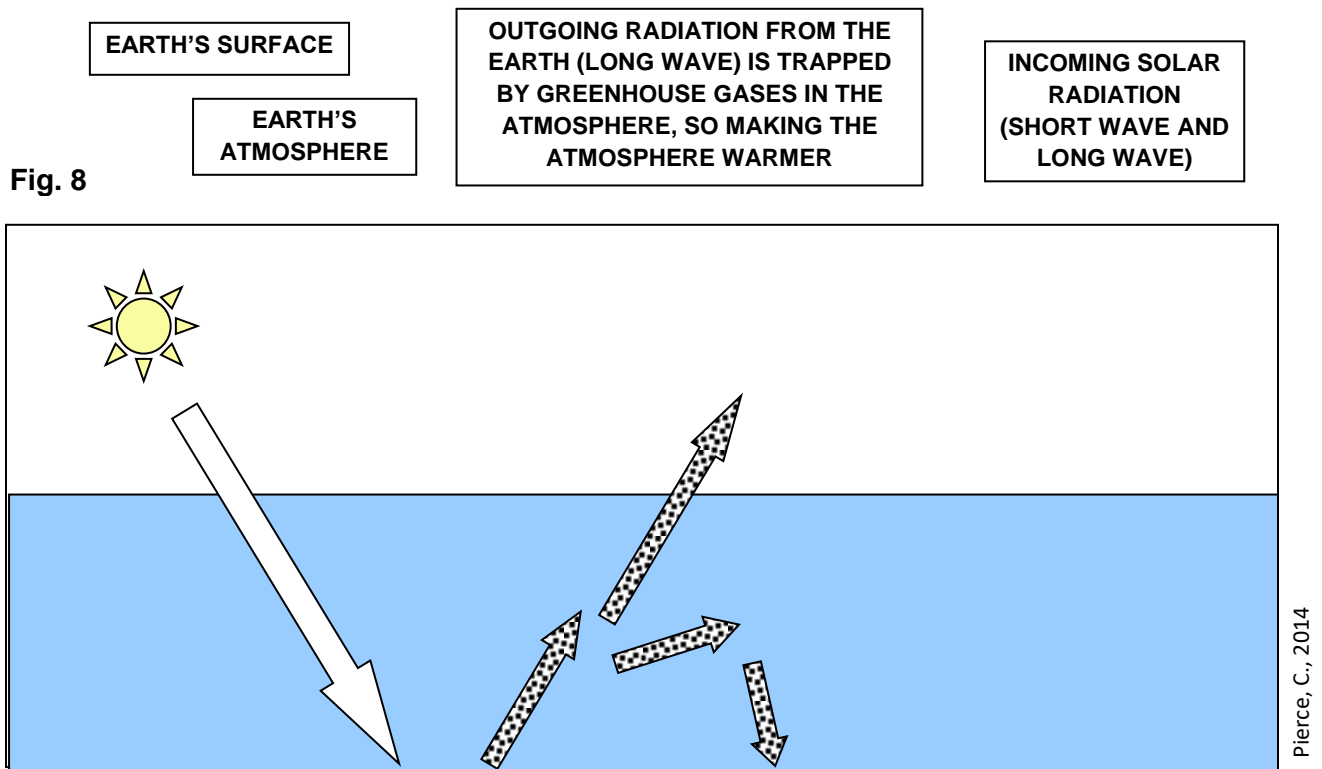 EARTH’S SURFACE
EARTH’S
ATMOSPHERE
OUTGOING RADIATION FROM THE
EARTH (LONG WAVE) IS TRAPPED
BY GREENHOUSE GASES IN THE
ATMOSPHERE, SO MAKING THE
ATMOSPHERE WARMER
INCOMING SOLAR
RADIATION
(SHORT WAVE AND
LONG WAVE)
Fig. 8
Pierce, C., 2014